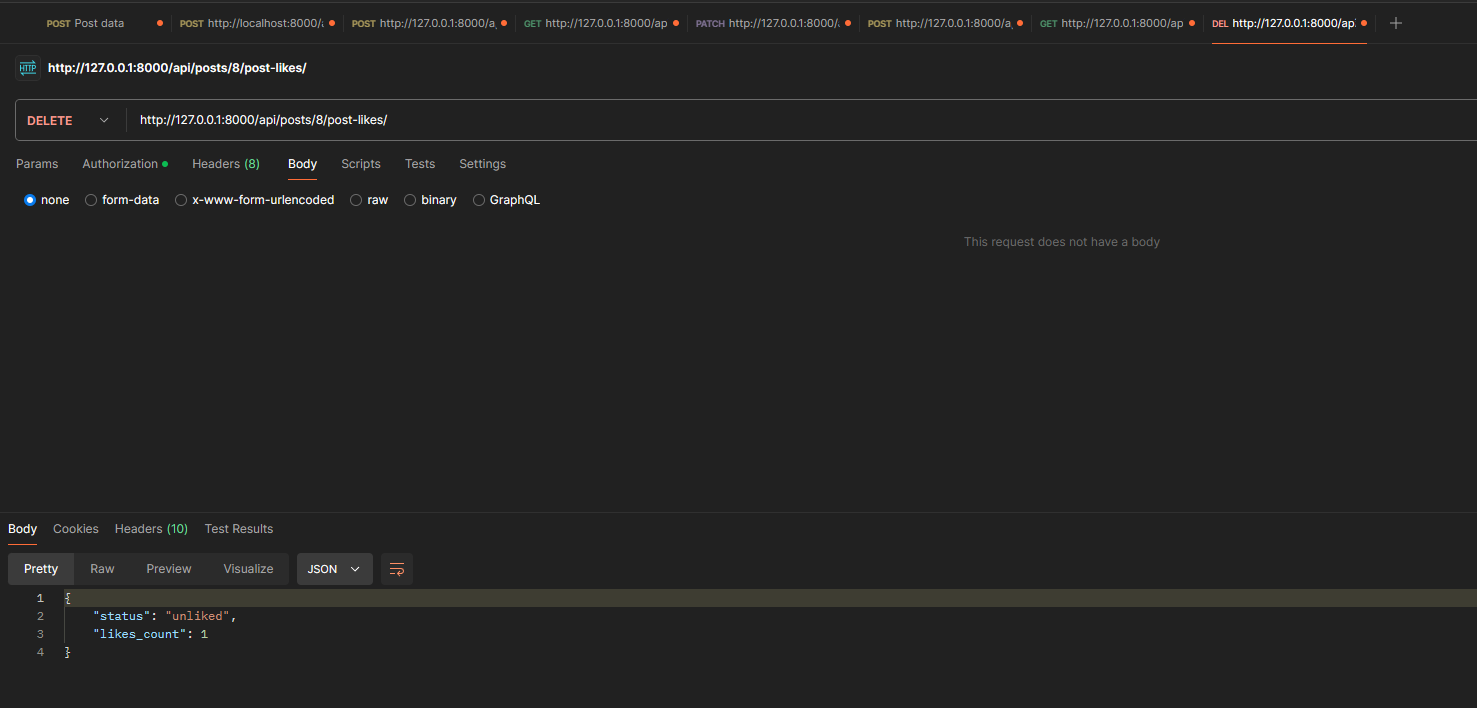 POST Post data POST http://localhost:8000/ POST http://127.0.0.1:8000/a GET http://127.0.0.1:8000/ap PATCH http://127.0.0.1:8000/ POST http://127.0.0.1:8000/a GET http://127.0.0.1:8000/ap DEL http://127.0.0.1:8000/ap +
HTTP http://127.0.0.1:8000/api/posts/8/post-likes/
DELETE http://127.0.0.1:8000/api/posts/8/post-likes/
Params Authorization Headers (8) Body Scripts Tests Settings
none form-data x-www-form-urlencoded raw binary GraphQL
This request does not have a body
Body Cookies Headers (10) Test Results
Pretty Raw Preview Visualize JSON
1 {
2 "status": "unliked",
3 "likes_count": 1
4 }